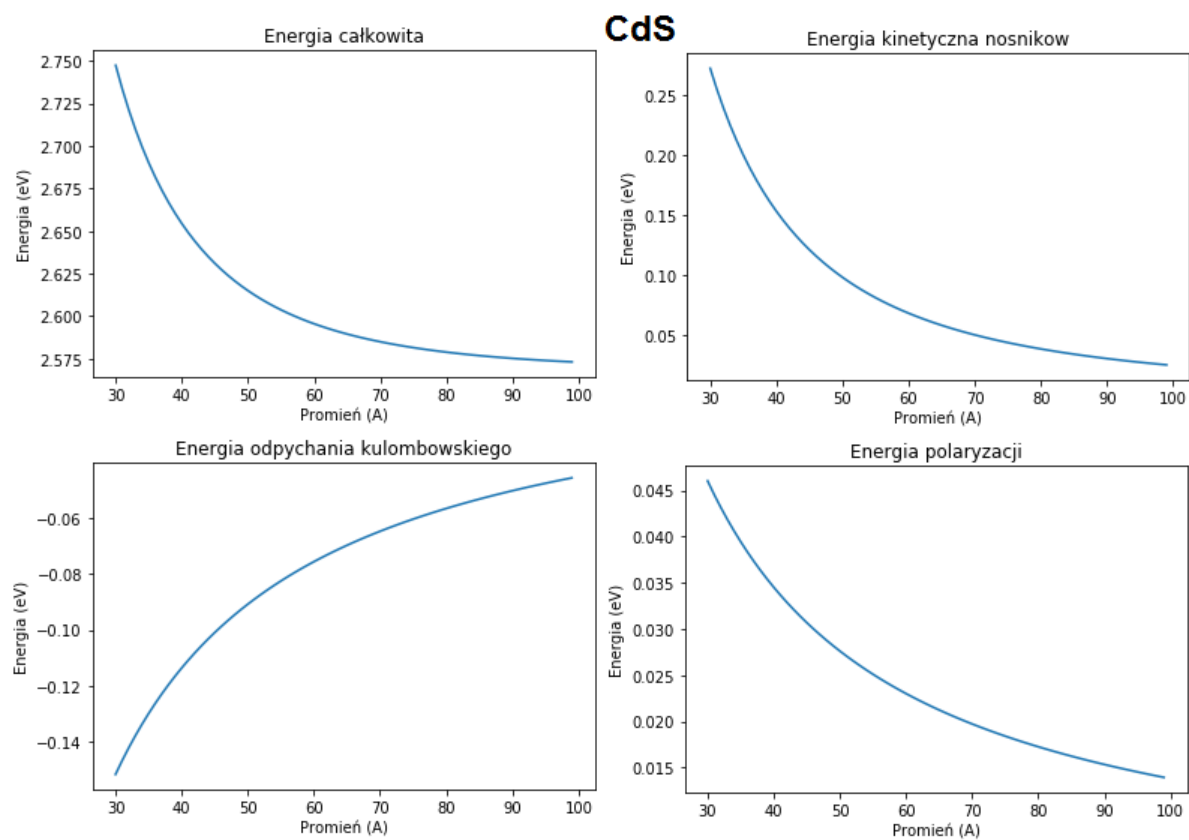 CdS
Energia całkowita
2.750
2.725
2.700
2.675
2.650
2.625
2.600
2.575
Energia (eV)
30 40 50 60 70 80 90 100
Promień (A)
Energia kinetyczna nosnikow
0.25
0.20
0.15
0.10
0.05
Energia (eV)
30 40 50 60 70 80 90 100
Promień (A)
Energia odpychania kulombowskiego
−0.06
−0.08
−0.10
−0.12
−0.14
Energia (eV)
30 40 50 60 70 80 90 100
Promień (A)
Energia polaryzacji
0.045
0.040
0.035
0.030
0.025
0.020
0.015
Energia (eV)
30 40 50 60 70 80 90 100
Promień (A)